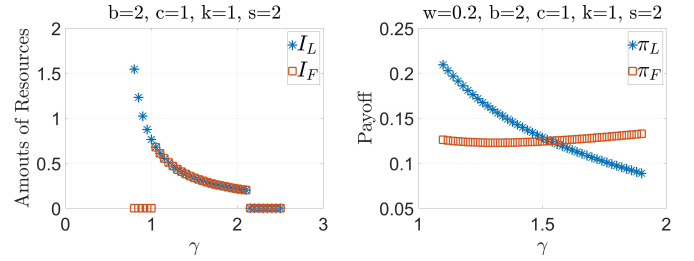 b=2, c=1, k=1, s=2
2
1.5
1
0.5
0
Amouts of Resources
I_L
I_F
0 1 2 3
γ
w=0.2, b=2, c=1, k=1, s=2
0.25
0.2
0.15
0.1
0.05
Payoff
π_L
π_F
1 1.5 2
γ